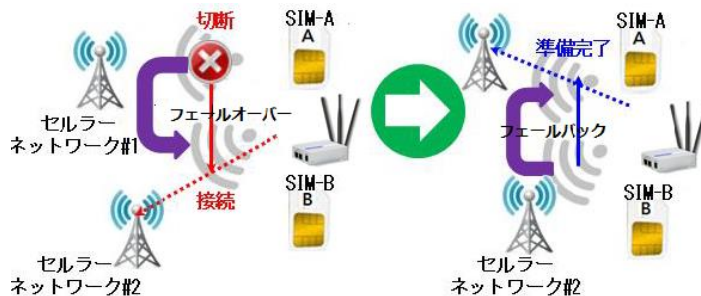 切断
SIM-A
A
フェールオーバー
セルラー
ネットワーク#1
接続
SIM-B
B
セルラー
ネットワーク#2
SIM-A
A
準備完了
フェールバック
SIM-B
B
セルラー
ネットワーク#2